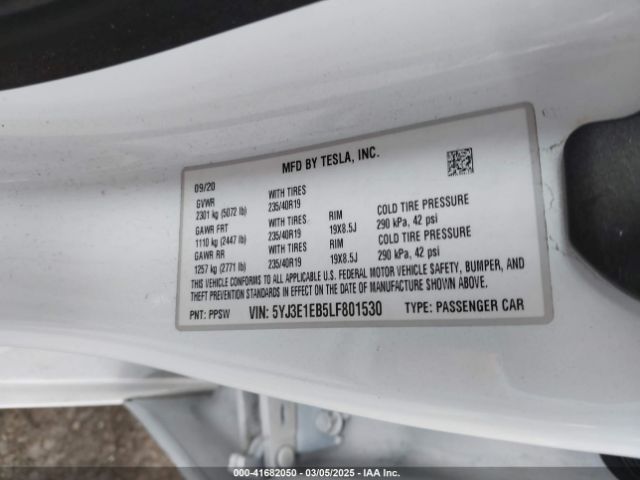 MFD BY TESLA, INC.
09/20
GVWR WITH TIRES
2301 kg (5072 lb) 235/40R19
GAWR FRT WITH TIRES RIM COLD TIRE PRESSURE
1110 kg (2447 lb) 235/40R19 19X8.5J 290 kPa, 42 psi
GAWR RR WITH TIRES RIM COLD TIRE PRESSURE
1257 kg (2771 lb) 235/40R19 19X8.5J 290 kPa, 42 psi
THIS VEHICLE CONFORMS TO ALL APPLICABLE U.S. FEDERAL MOTOR VEHICLE SAFETY, BUMPER, AND
THEFT PREVENTION STANDARDS IN EFFECT ON THE DATE OF MANUFACTURE SHOWN ABOVE.
PNT: PPSW VIN: 5YJ3E1EB5LF801530 TYPE: PASSENGER CAR
000-41682050 - 03/05/2025 - IAA Inc.